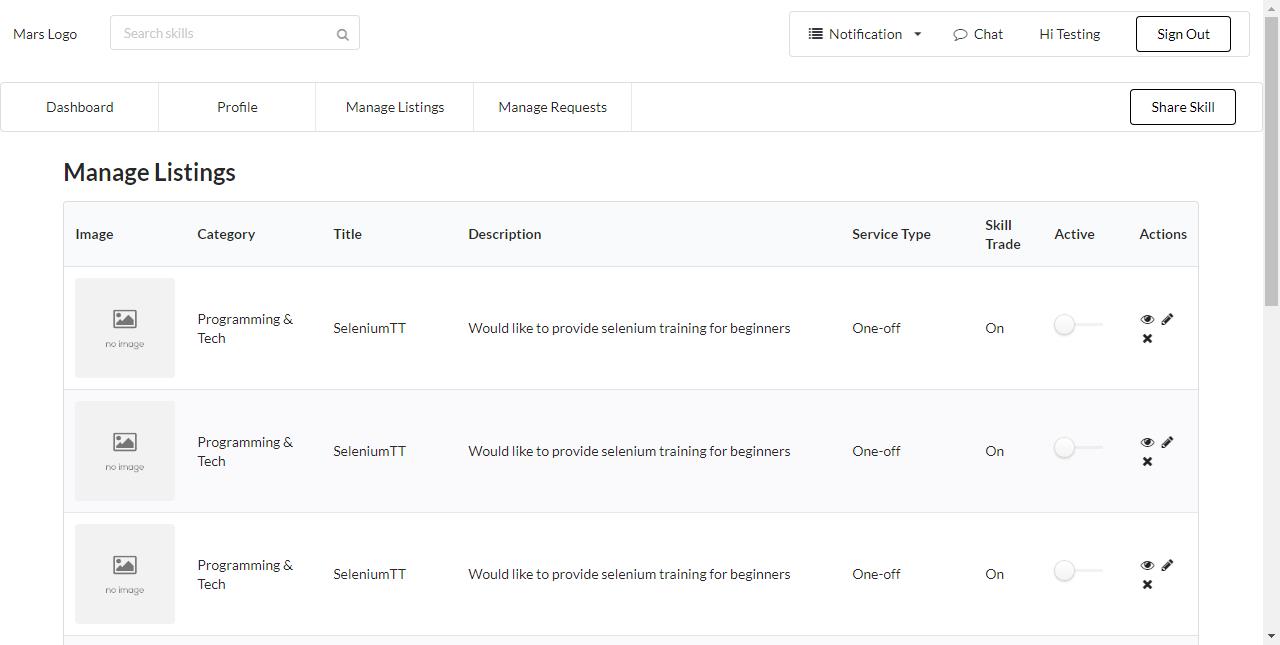 Mars Logo
Search skills
Notification
Chat
Hi Testing
Sign Out
Dashboard
Profile
Manage Listings
Manage Requests
Share Skill
Manage Listings
Image
Category
Title
Description
Service Type
Skill
Trade
Active
Actions
no image
Programming &
Tech
SeleniumTT
Would like to provide selenium training for beginners
One-off
On
no image
Programming &
Tech
SeleniumTT
Would like to provide selenium training for beginners
One-off
On
no image
Programming &
Tech
SeleniumTT
Would like to provide selenium training for beginners
One-off
On